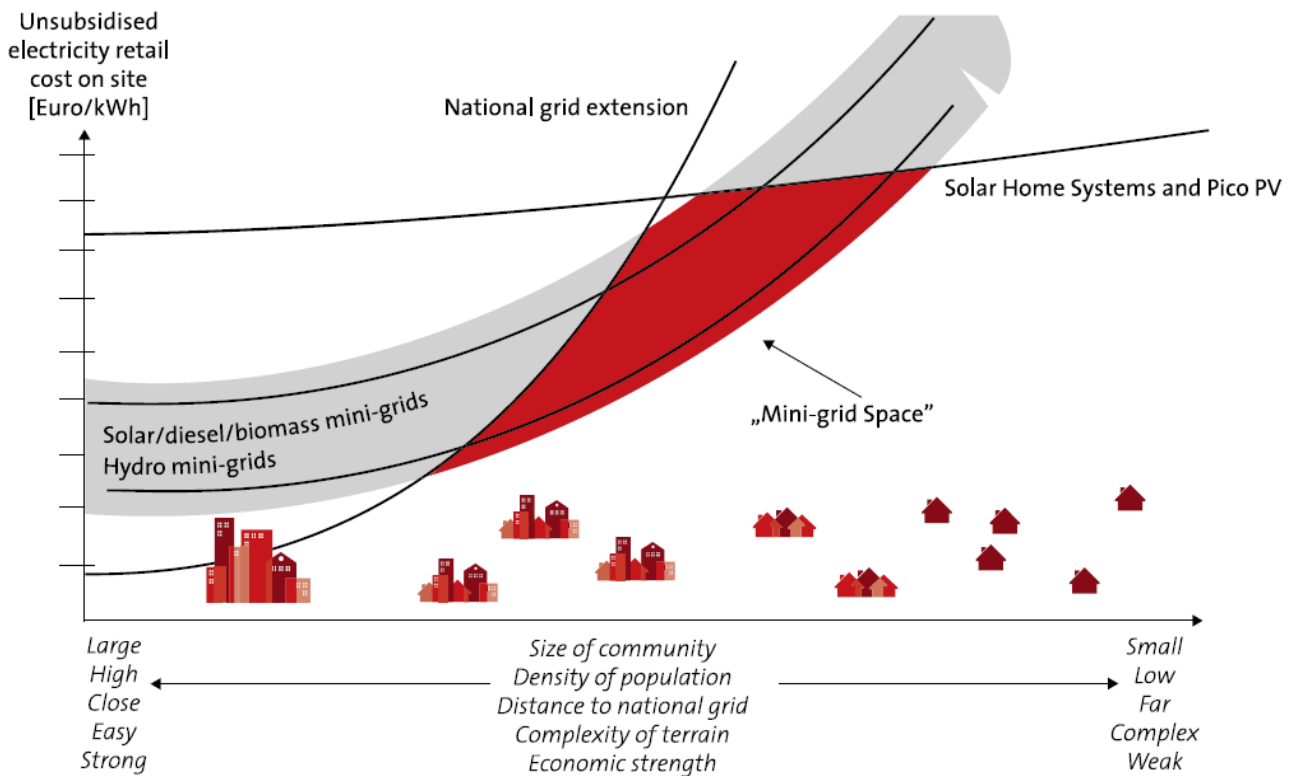 Unsubsidised
electricity retail
cost on site
[Euro/kWh]
National grid extension
Solar Home Systems and Pico PV
„Mini-grid Space”
Solar/diesel/biomass mini-grids
Hydro mini-grids
Large
High
Close
Easy
Strong
Size of community
Density of population
Distance to national grid
Complexity of terrain
Economic strength
Small
Low
Far
Complex
Weak